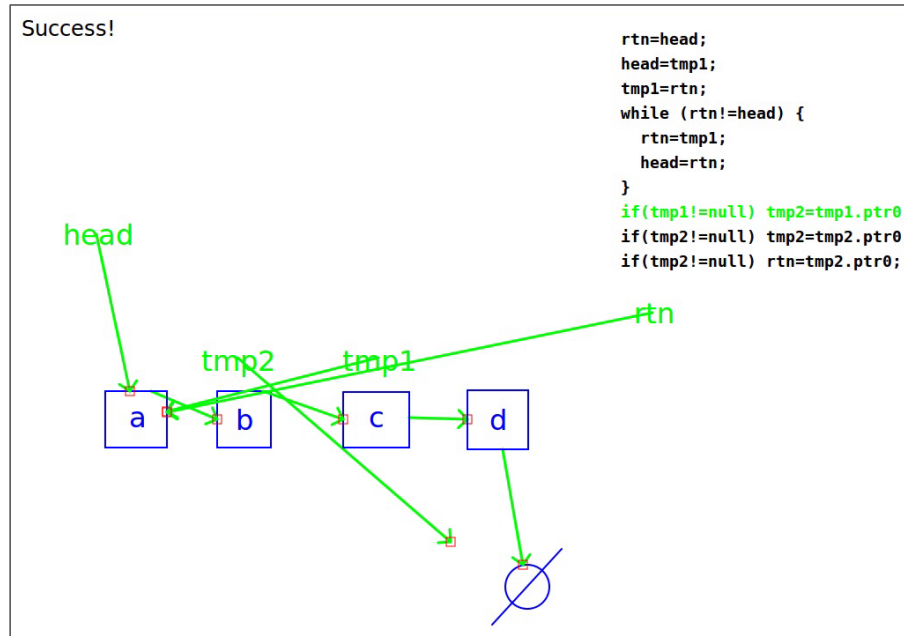 Success!
rtn=head;
head=tmp1;
tmp1=rtn;
while (rtn!=head) {
  rtn=tmp1;
  head=rtn;
}
if(tmp1!=null) tmp2=tmp1.ptr0
if(tmp2!=null) tmp2=tmp2.ptr0
if(tmp2!=null) rtn=tmp2.ptr0;
head
rtn
tmp2 tmp1
a b c d